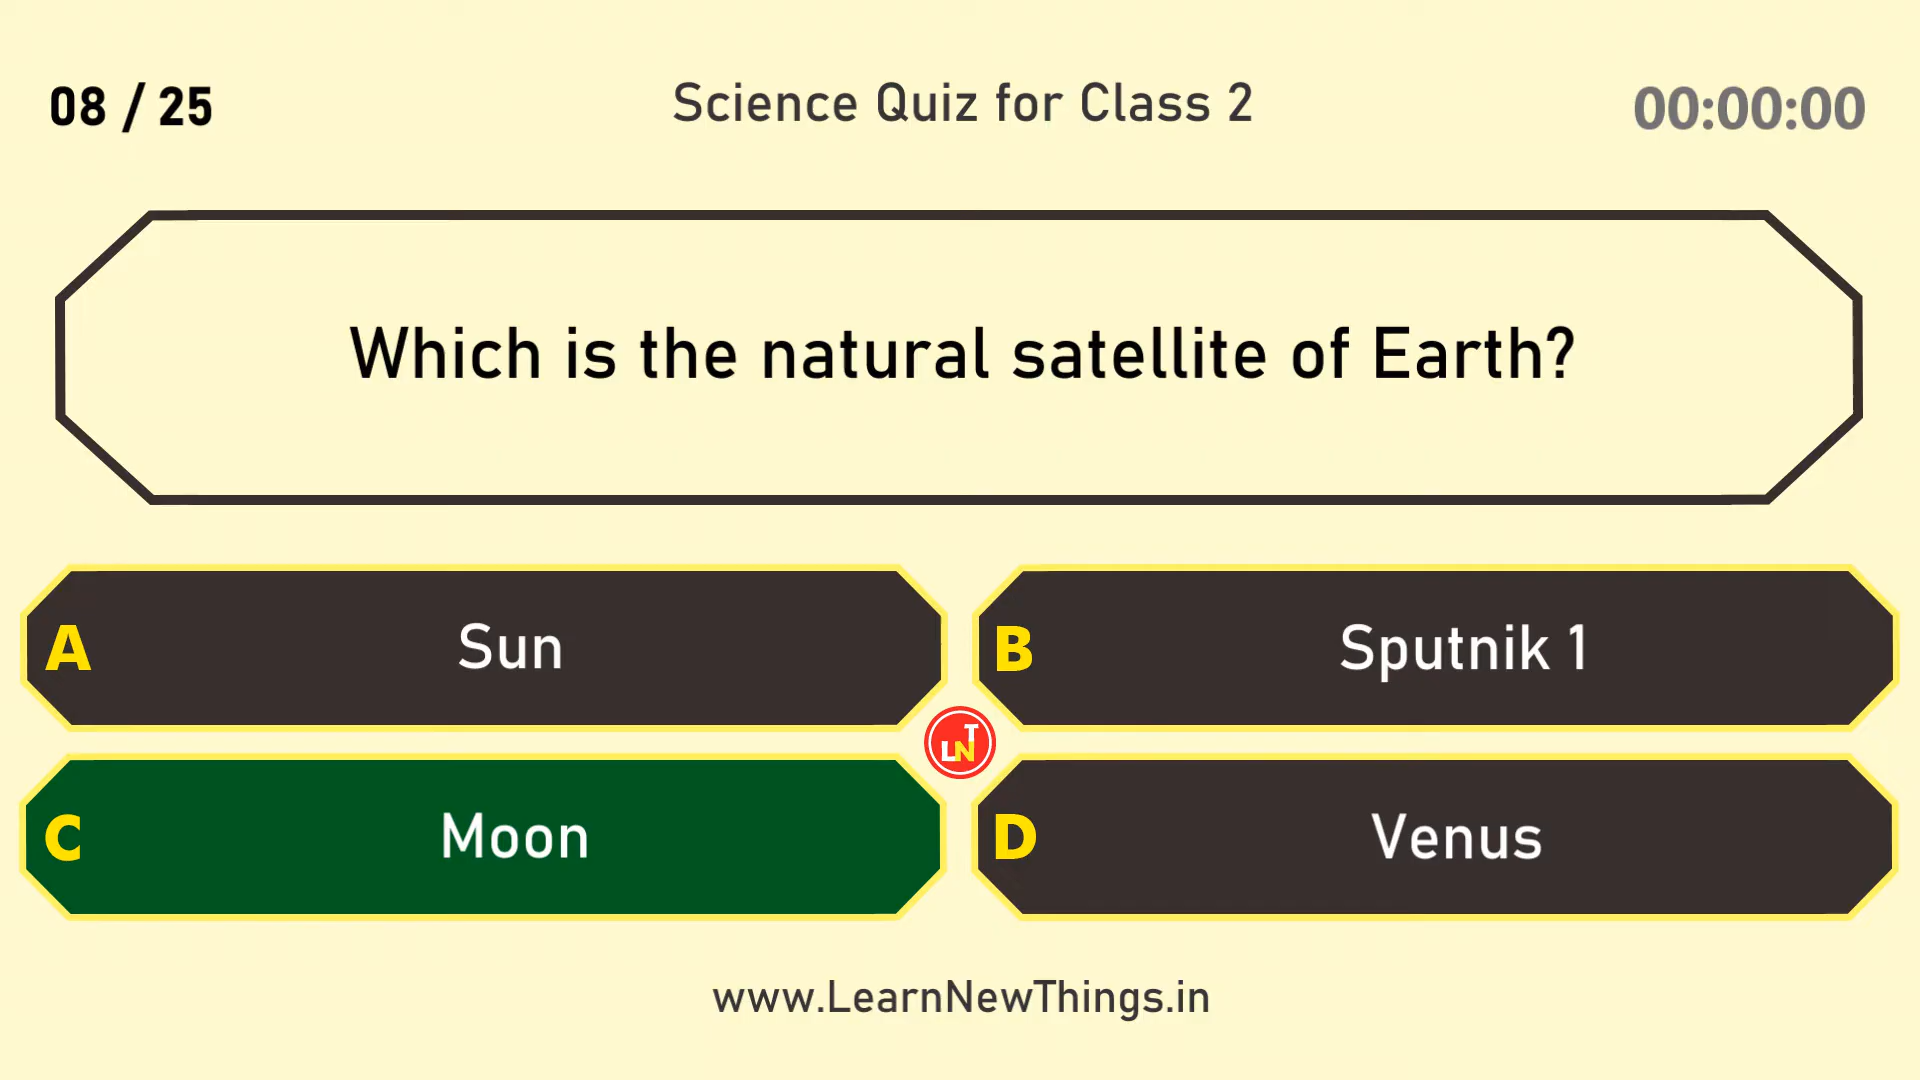 08 / 25
Science Quiz for Class 2
00:00:00
Which is the natural satellite of Earth?
A
Sun
B
Sputnik 1
LNT
C
Moon
D
Venus
www.LearnNewThings.in